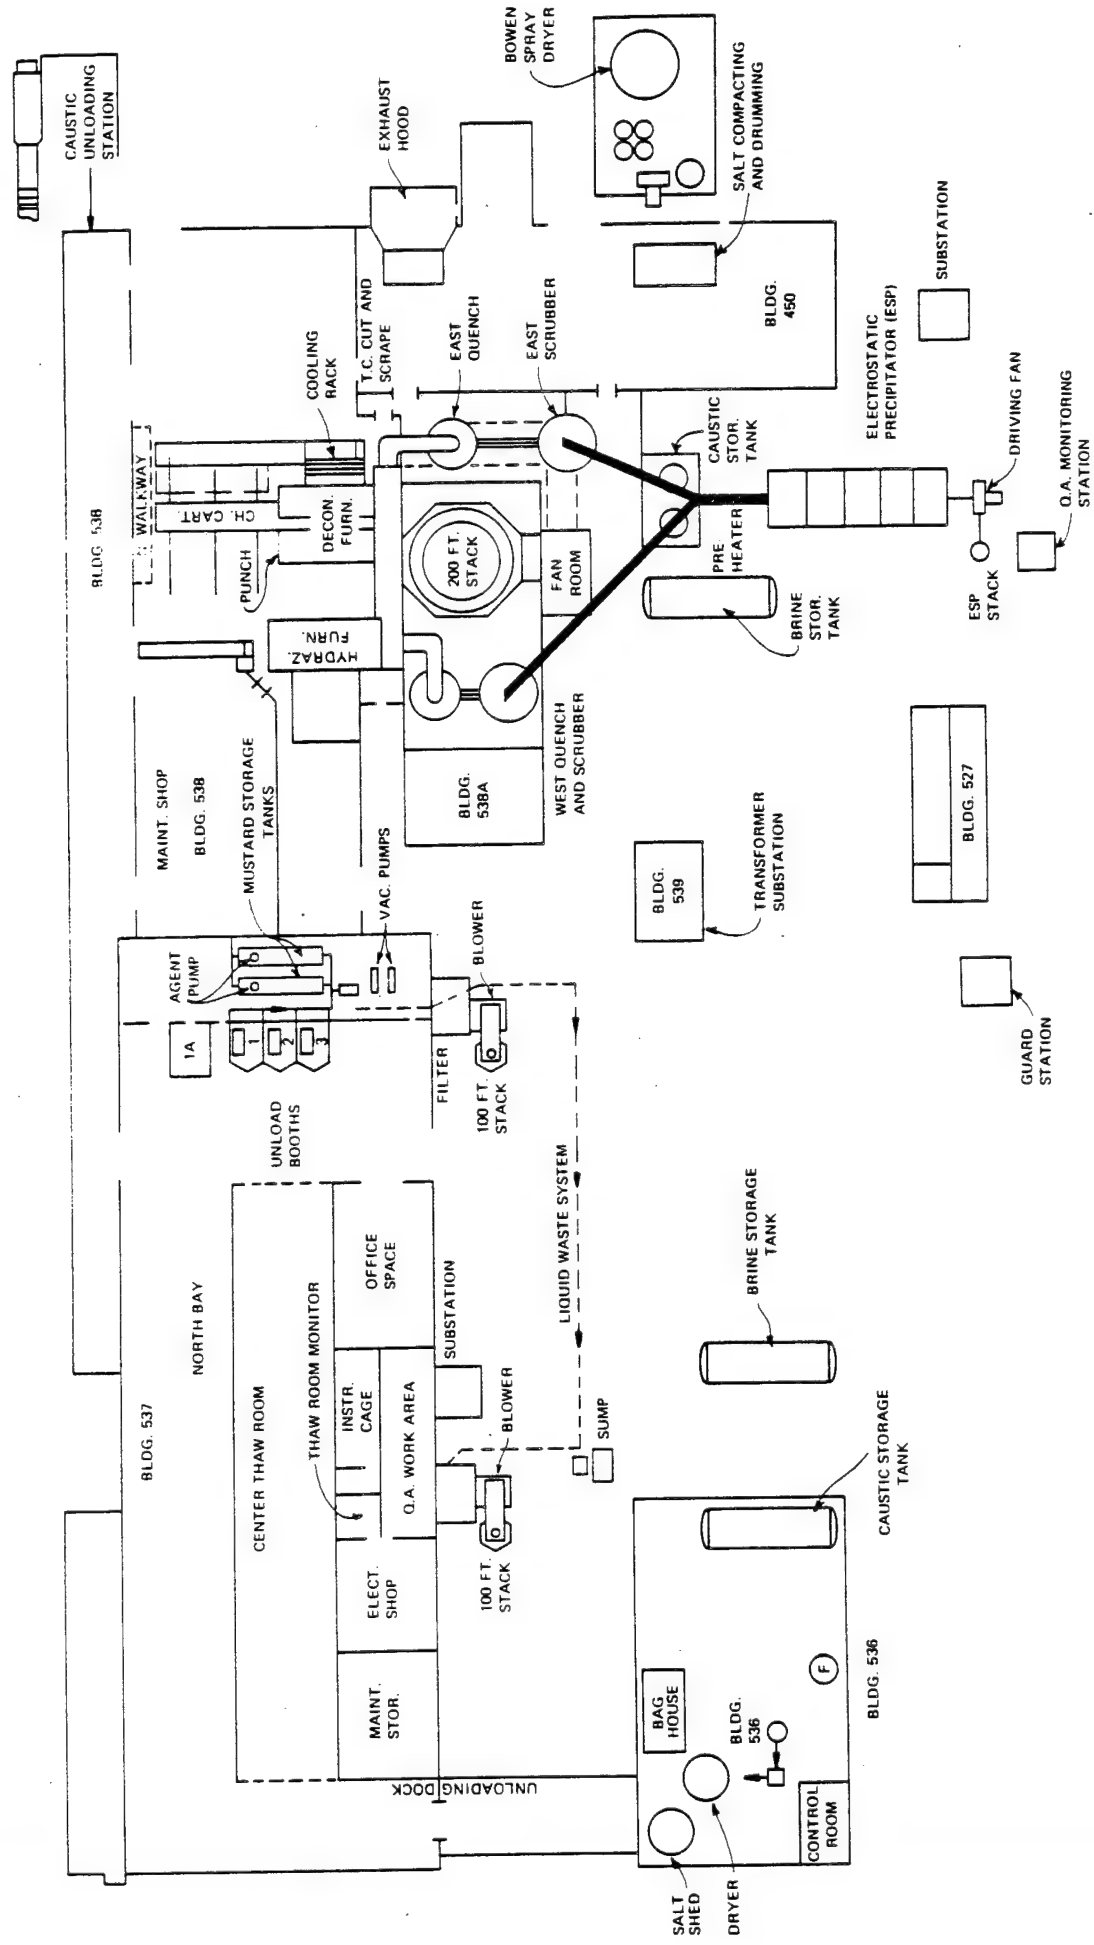 CAUSTIC
UNLOADING
STATION
BLDG. 538
WALKWAY
CH. CART.
PUNCH
DECON.
FURN.
COOLING
RACK
T.C. CUT AND
SCRAPE
EXHAUST
HOOD
BOWEN
SPRAY
DRYER
SALT COMPACTING
AND DRUMMING
BLDG.
450
SUBSTATION
EAST
QUENCH
EAST
SCRUBBER
CAUSTIC
STOR.
TANK
ELECTROSTATIC
PRECIPITATOR (ESP)
DRIVING FAN
Q.A. MONITORING
STATION
ESP
STACK
PRE
HEATER
BRINE
STOR.
TANK
200 FT.
STACK
FAN
ROOM
HYDRAZ.
FURN.
WEST QUENCH
AND SCRUBBER
BLDG.
538A
MAINT. SHOP
BLDG. 538
MUSTARD STORAGE
TANKS
VAC. PUMPS
AGENT
PUMP
1A
1
2
3
UNLOAD
BOOTHS
FILTER
BLOWER
100 FT.
STACK
BLDG.
539
TRANSFORMER
SUBSTATION
BLDG. 527
GUARD
STATION
LIQUID WASTE SYSTEM
BLDG. 537
NORTH BAY
CENTER THAW ROOM
THAW ROOM MONITOR
OFFICE
SPACE
INSTR.
CAGE
Q.A. WORK AREA
SUBSTATION
ELECT.
SHOP
MAINT.
STOR.
BLOWER
100 FT.
STACK
SUMP
UNLOADING DOCK
BRINE STORAGE
TANK
CAUSTIC STORAGE
TANK
BLDG. 536
F
BAG
HOUSE
BLDG.
536
CONTROL
ROOM
SALT
SHED
DRYER